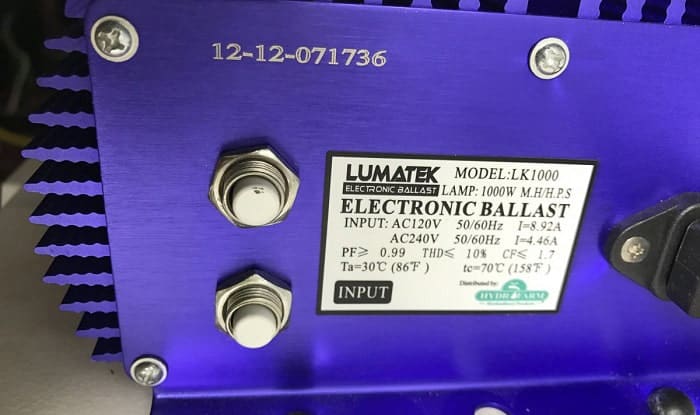 12-12-071736
LUMATEK MODEL:LK1000
ELECTRONIC BALLAST LAMP: 1000W M.H/H.P.S
ELECTRONIC BALLAST
INPUT: AC120V 50/60Hz I=8.92A
AC240V 50/60Hz I=4.46A
PF≥ 0.99 THD≤ 10% CF≤ 1.7
Ta=30℃ (86℉) tc=70℃ (158℉)
INPUT
Distributed by:
HYDROFARM